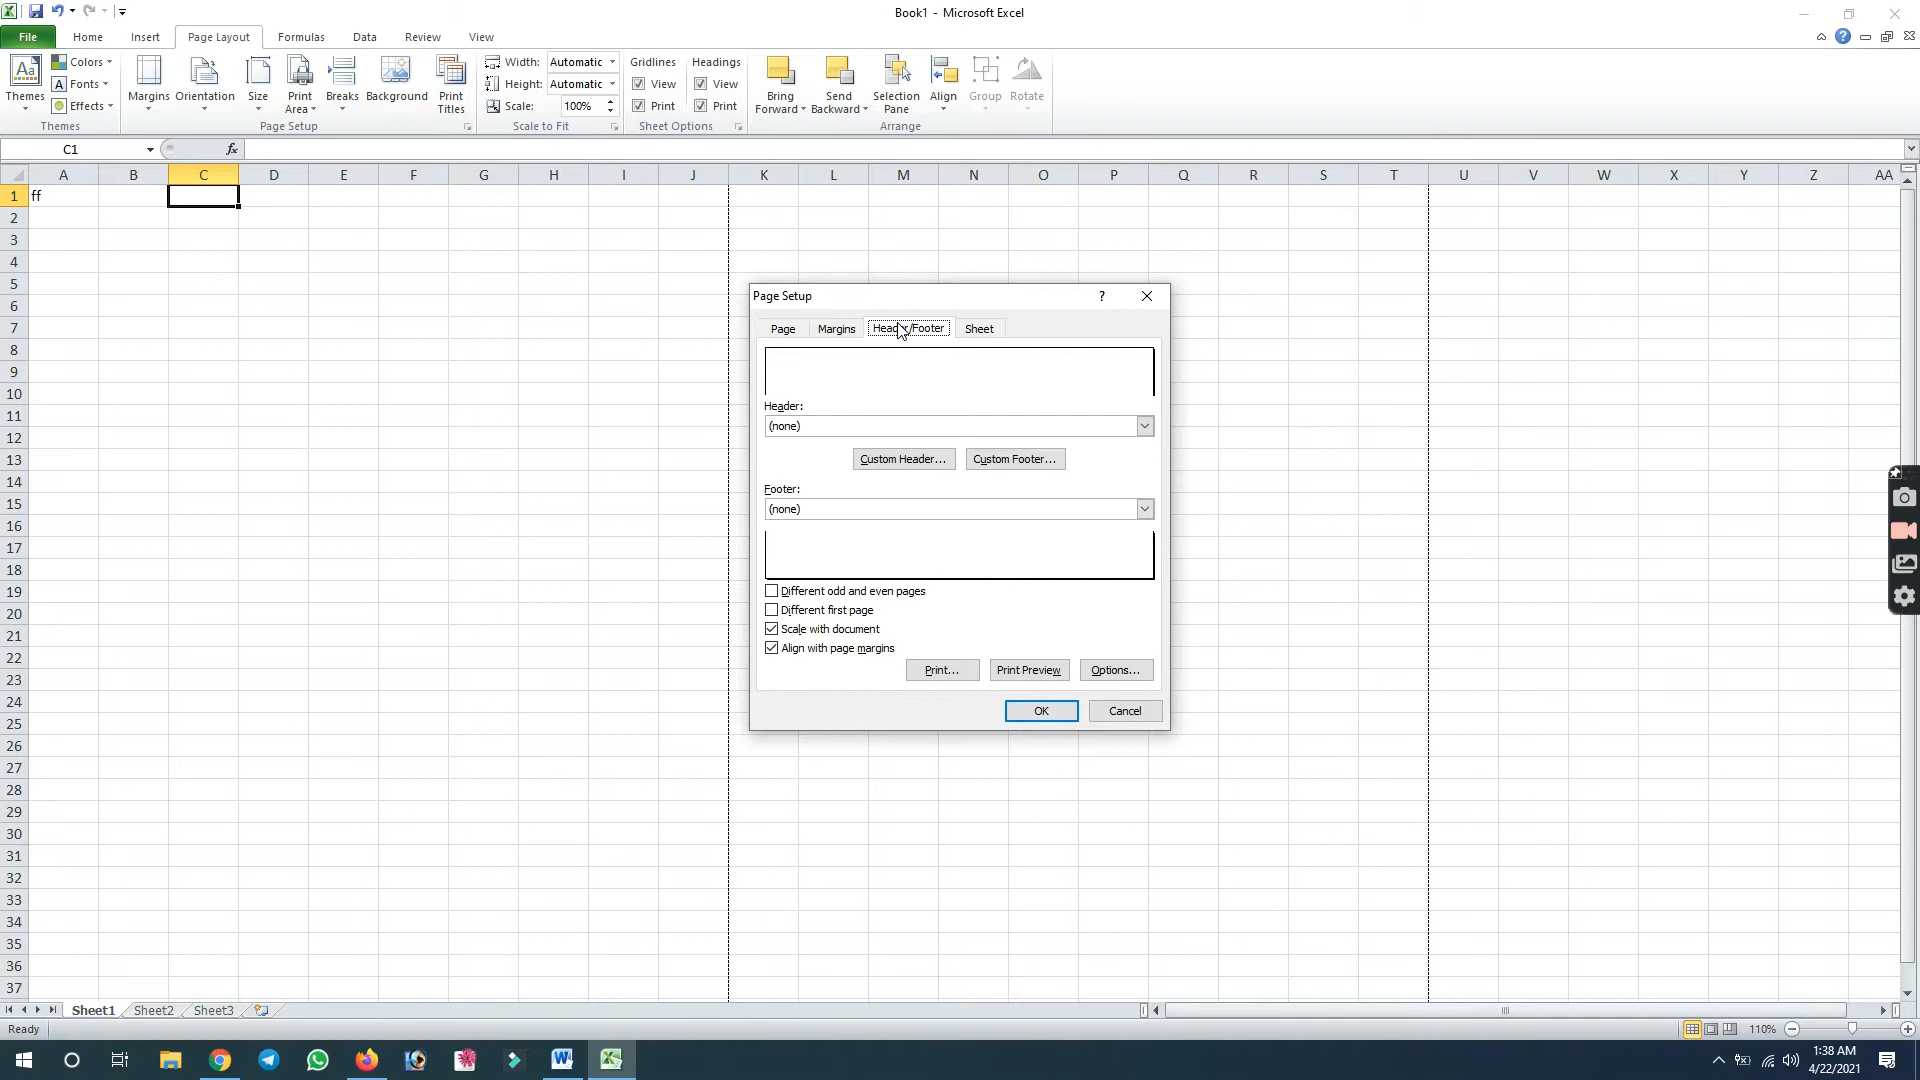 Book1 - Microsoft Excel
File Home Insert Page Layout Formulas Data Review View
Colors Width: Automatic Gridlines Headings
Fonts Height: Automatic View View
Themes Effects Margins Orientation Size Print Area Breaks Background Print Titles Scale: 100% Print Print Bring Forward Send Backward Selection Pane Align Group Rotate
Themes Page Setup Scale to Fit Sheet Options Arrange
C1 fx
A B C D E F G H I J K L M N O P Q R S T U V W X Y Z AA
1 ff
2
3
4
5
6
7
8
9
10
11
12
13
14
15
16
17
18
19
20
21
22
23
24
25
26
27
28
29
30
31
32
33
34
35
36
37
Page Setup ?
Page Margins Header/Footer Sheet
Header:
(none)
Custom Header... Custom Footer...
Footer:
(none)
Different odd and even pages
Different first page
Scale with document
Align with page margins
Print... Print Preview Options...
OK Cancel
Sheet1 Sheet2 Sheet3
Ready 110%
1:38 AM
4/22/2021